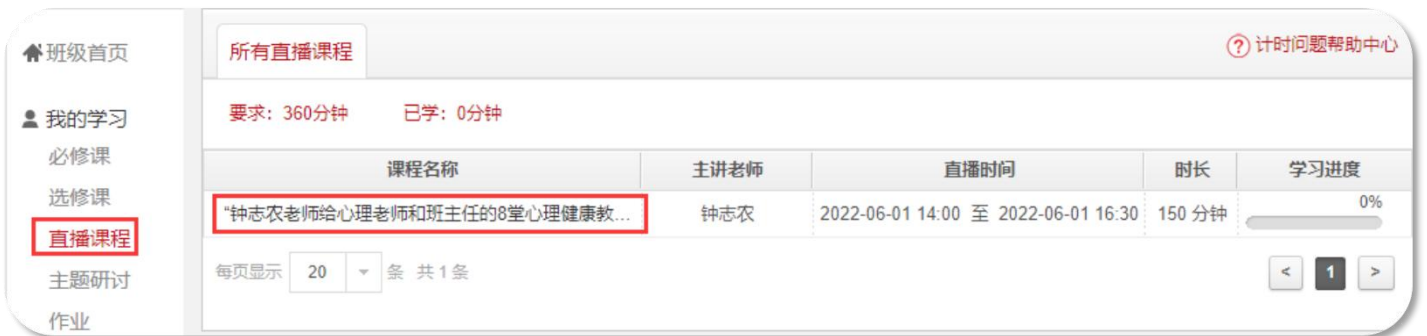 班级首页
我的学习
必修课
选修课
直播课程
主题研讨
作业
所有直播课程
? 计时问题帮助中心
要求：360分钟 已学：0分钟
课程名称 主讲老师 直播时间 时长 学习进度
“钟志农老师给心理老师和班主任的8堂心理健康教... 钟志农 2022-06-01 14:00 至 2022-06-01 16:30 150 分钟 0%
每页显示 20 条 共 1 条
< 1 >